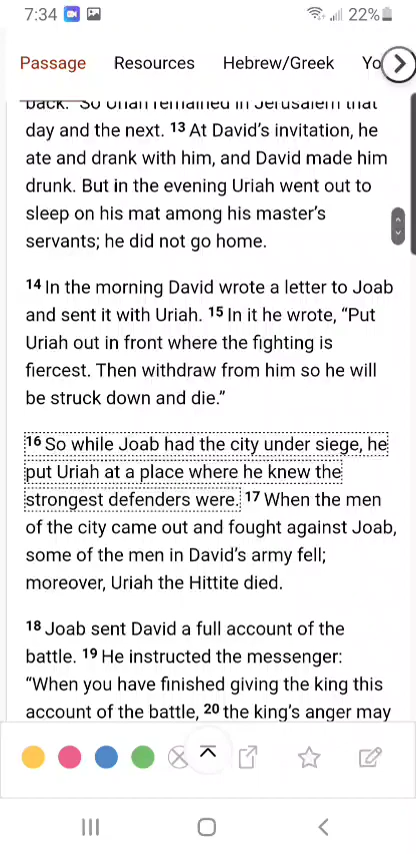 7:34 22%
Passage Resources Hebrew/Greek Yo
back." So Uriah remained in Jerusalem that
day and the next. 13 At David’s invitation, he
ate and drank with him, and David made him
drunk. But in the evening Uriah went out to
sleep on his mat among his master’s
servants; he did not go home.
14 In the morning David wrote a letter to Joab
and sent it with Uriah. 15 In it he wrote, “Put
Uriah out in front where the fighting is
fiercest. Then withdraw from him so he will
be struck down and die.”
16 So while Joab had the city under siege, he
put Uriah at a place where he knew the
strongest defenders were. 17 When the men
of the city came out and fought against Joab,
some of the men in David’s army fell;
moreover, Uriah the Hittite died.
18 Joab sent David a full account of the
battle. 19 He instructed the messenger:
“When you have finished giving the king this
account of the battle, 20 the king’s anger may